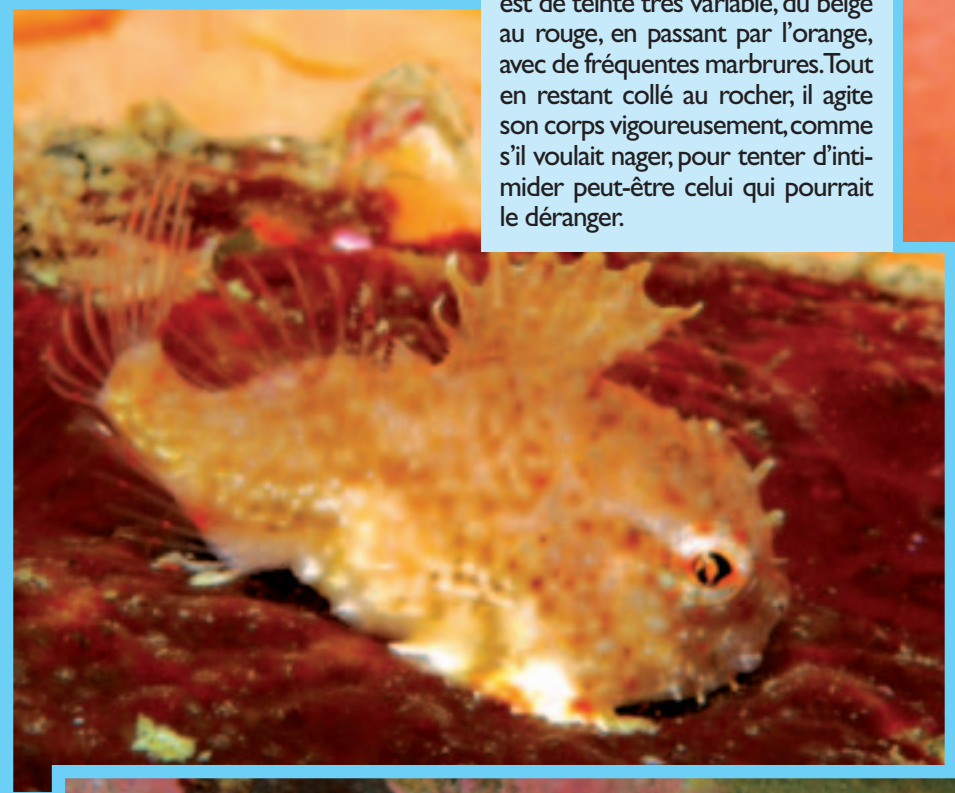 est de teinte très variable, du beige
au rouge, en passant par l'orange,
avec de fréquentes marbrures. Tout
en restant collé au rocher, il agite
son corps vigoureusement, comme
s'il voulait nager, pour tenter d'inti-
mider peut-être celui qui pourrait
le déranger.